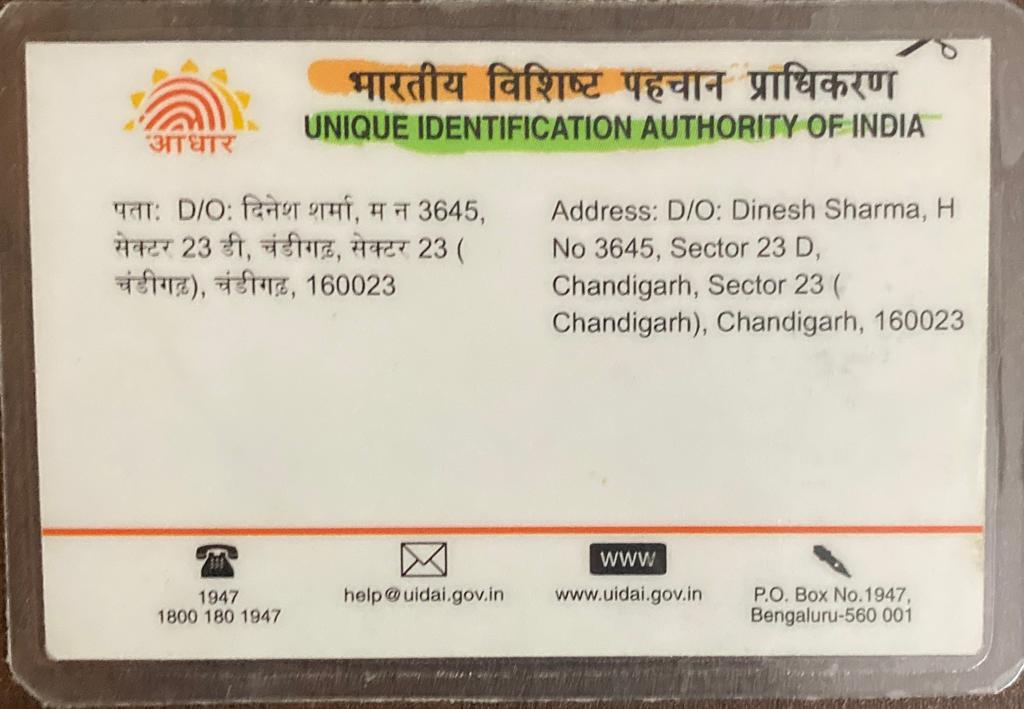 आधार
भारतीय विशिष्ट पहचान प्राधिकरण
UNIQUE IDENTIFICATION AUTHORITY OF INDIA
पता: D/O: दिनेश शर्मा, म न 3645,
सेक्टर 23 डी, चंडीगढ़, सेक्टर 23 (
चंडीगढ़), चंडीगढ़, 160023
Address: D/O: Dinesh Sharma, H
No 3645, Sector 23 D,
Chandigarh, Sector 23 (
Chandigarh), Chandigarh, 160023
1947
1800 180 1947
help@uidai.gov.in
www
www.uidai.gov.in
P.O. Box No.1947,
Bengaluru-560 001